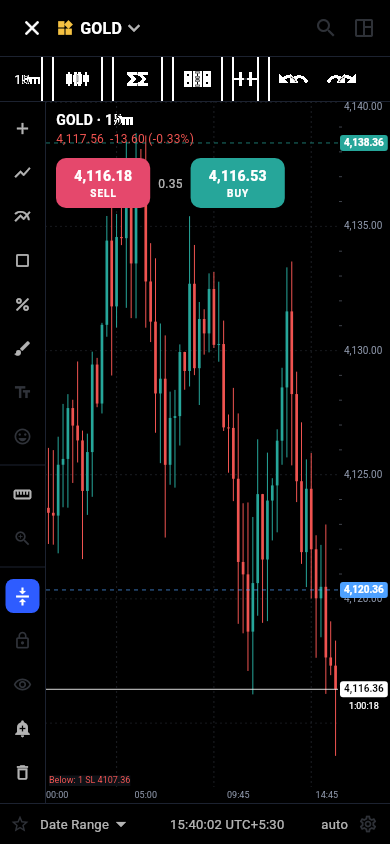 GOLD
GOLD
4,117.56 -13.60 (-0.33%)
4,116.18
SELL
0.35
4,116.53
BUY
4,140.00
4,138.36
4,135.00
4,130.00
4,125.00
4,120.36
4,120.00
4,116.36
1:00:18
Below: 1 SL 4107.36
00:00
05:00
09:45
14:45
Date Range
15:40:02 UTC+5:30
auto